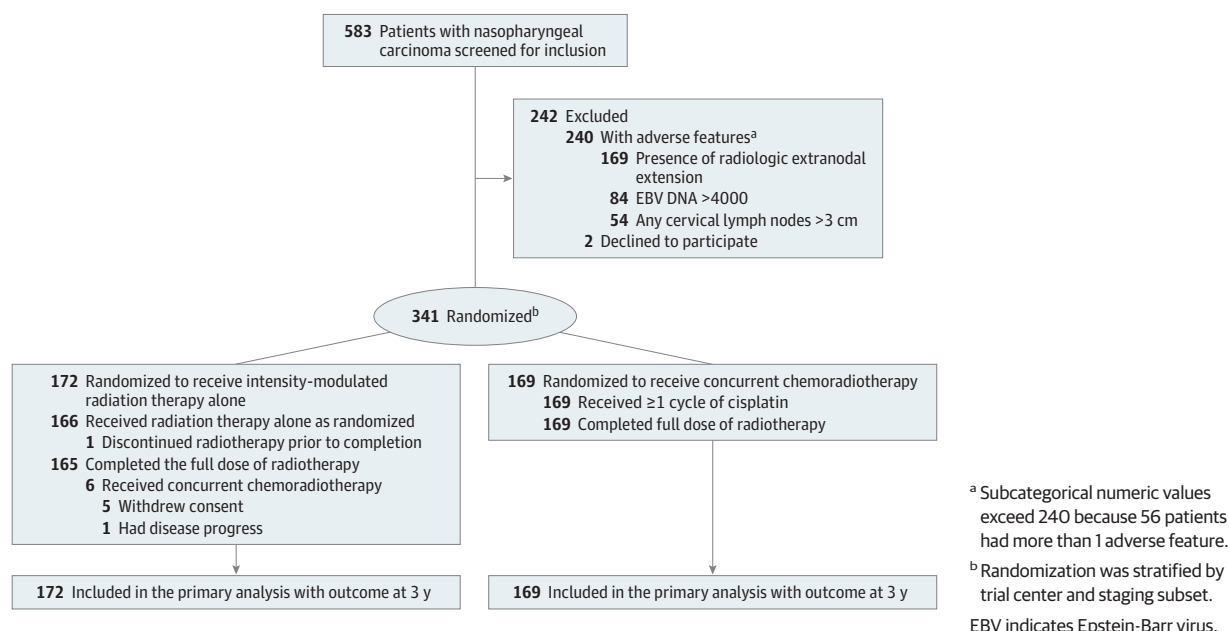 583 Patients with nasopharyngeal
carcinoma screened for inclusion
242 Excluded
240 With adverse featuresa
169 Presence of radiologic extranodal
extension
84 EBV DNA >4000
54 Any cervical lymph nodes >3 cm
2 Declined to participate
341 Randomizedb
172 Randomized to receive intensity-modulated
radiation therapy alone
166 Received radiation therapy alone as randomized
1 Discontinued radiotherapy prior to completion
165 Completed the full dose of radiotherapy
6 Received concurrent chemoradiotherapy
5 Withdrew consent
1 Had disease progress
169 Randomized to receive concurrent chemoradiotherapy
169 Received ≥1 cycle of cisplatin
169 Completed full dose of radiotherapy
172 Included in the primary analysis with outcome at 3 y
169 Included in the primary analysis with outcome at 3 y
a Subcategorical numeric values
exceed 240 because 56 patients
had more than 1 adverse feature.
b Randomization was stratified by
trial center and staging subset.
EBV indicates Epstein-Barr virus.